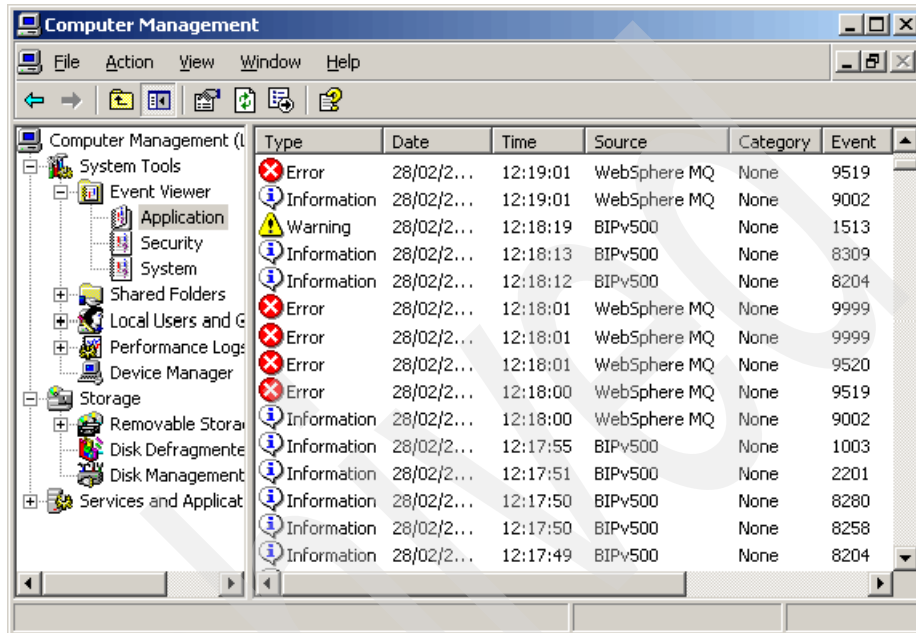 Computer Management
File Action View Window Help
Computer Management (L
System Tools
Event Viewer
Application
Security
System
Shared Folders
Local Users and G
Performance Logs
Device Manager
Storage
Removable Stora
Disk Defragmente
Disk Management
Services and Applicat
Type Date Time Source Category Event
Error 28/02/2... 12:19:01 WebSphere MQ None 9519
Information 28/02/2... 12:19:01 WebSphere MQ None 9002
Warning 28/02/2... 12:18:19 BIPv500 None 1513
Information 28/02/2... 12:18:13 BIPv500 None 8309
Information 28/02/2... 12:18:12 BIPv500 None 8204
Error 28/02/2... 12:18:01 WebSphere MQ None 9999
Error 28/02/2... 12:18:01 WebSphere MQ None 9999
Error 28/02/2... 12:18:01 WebSphere MQ None 9520
Error 28/02/2... 12:18:00 WebSphere MQ None 9519
Information 28/02/2... 12:18:00 WebSphere MQ None 9002
Information 28/02/2... 12:17:55 BIPv500 None 1003
Information 28/02/2... 12:17:51 BIPv500 None 2201
Information 28/02/2... 12:17:50 BIPv500 None 8280
Information 28/02/2... 12:17:50 BIPv500 None 8258
Information 28/02/2... 12:17:49 BIPv500 None 8204